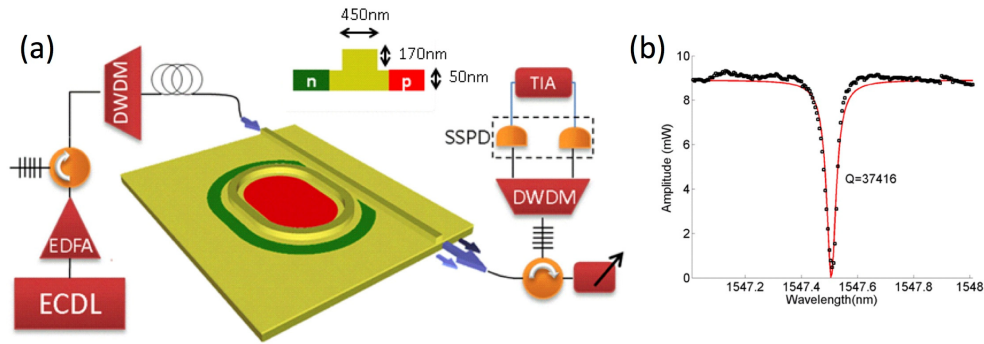 (a)
450nm
170nm
50nm
n
p
DWDM
EDFA
ECDL
TIA
SSPD
DWDM
(b)
10
8
6
4
2
0
Amplitude (mW)
Q=37416
1547.2
1547.4
1547.6
1547.8
1548
Wavelength(nm)